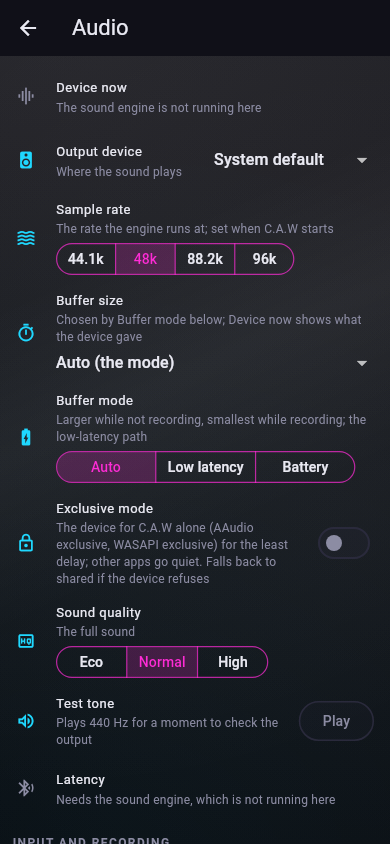 Audio
Device now
The sound engine is not running here
Output device
Where the sound plays
System default
Sample rate
The rate the engine runs at; set when C.A.W starts
44.1k 48k 88.2k 96k
Buffer size
Chosen by Buffer mode below; Device now shows what
the device gave
Auto (the mode)
Buffer mode
Larger while not recording, smallest while recording; the
low-latency path
Auto Low latency Battery
Exclusive mode
The device for C.A.W alone (AAudio
exclusive, WASAPI exclusive) for the least
delay; other apps go quiet. Falls back to
shared if the device refuses
Sound quality
The full sound
HQ
Eco Normal High
Test tone
Plays 440 Hz for a moment to check the
output
Play
Latency
Needs the sound engine, which is not running here
INPUT AND RECORDING